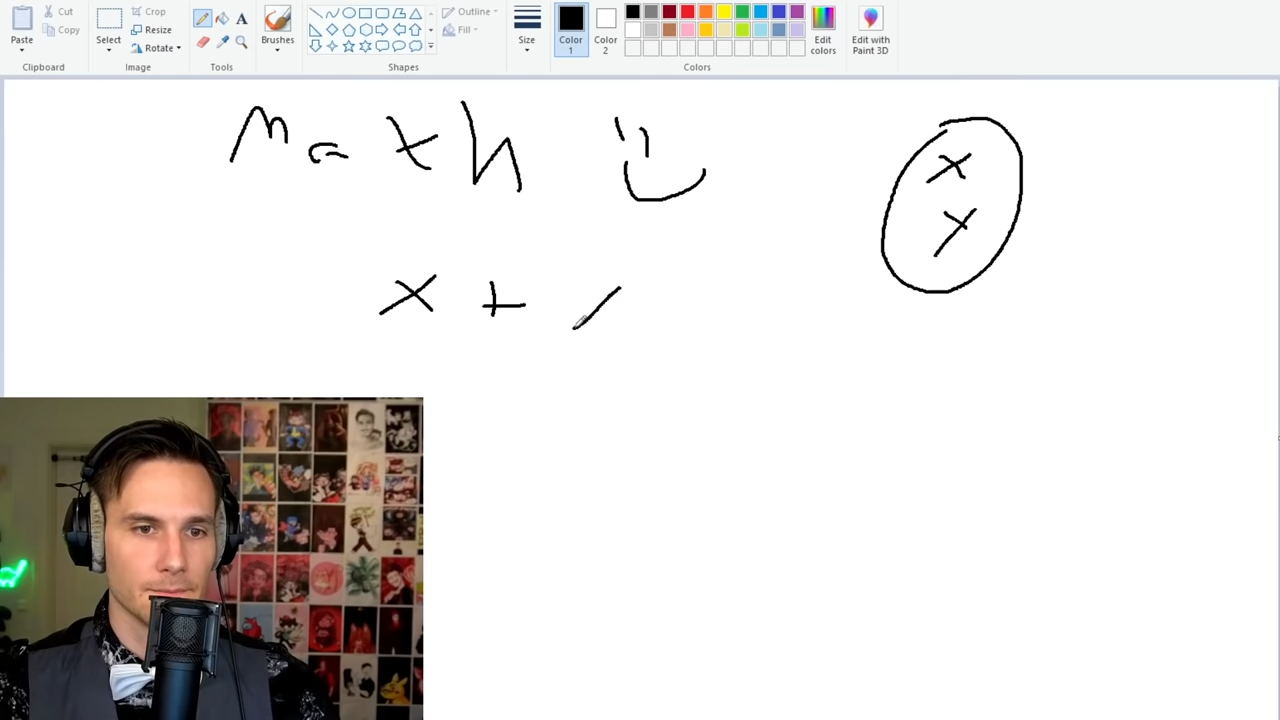 Paste
Cut
Copy
Clipboard
Select
Crop
Resize
Rotate
Image
A
Tools
Brushes
Outline
Fill
Shapes
Size
Color 1
Color 2
Colors
Edit colors
Edit with Paint 3D
Math
x
y
x +